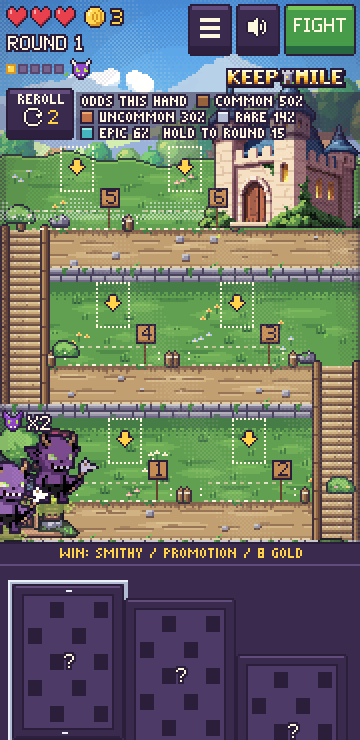 3
FIGHT
ROUND 1
KEEP MILE
REROLL
2
ODDS THIS HAND COMMON 50%
UNCOMMON 30% RARE 14%
EPIC 6% HOLD TO ROUND 15
5
6
4
3
X2
1
2
WIN: SMITHY / PROMOTION / 8 GOLD
?
?
?